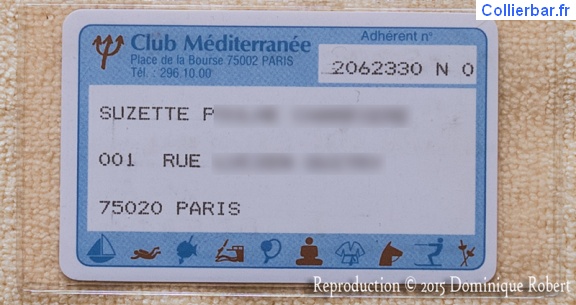 Collierbar.fr
Club Méditerranée
Place de la Bourse 75002 PARIS
Tél. : 296.10.00
Adhérent n°
2062330 N 0
SUZETTE P
001 RUE
75020 PARIS
Reproduction © 2015 Dominique Robert